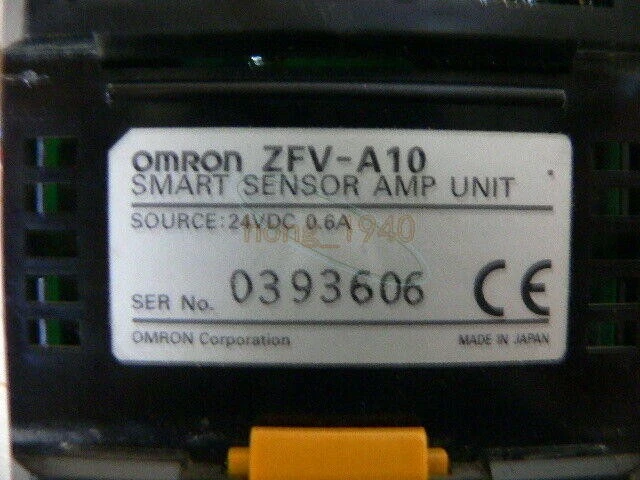 OMRON ZFV-A10
SMART SENSOR AMP UNIT
SOURCE:24VDC 0.6A
hong_1940
SER No. 0393606
CE
OMRON Corporation
MADE IN JAPAN